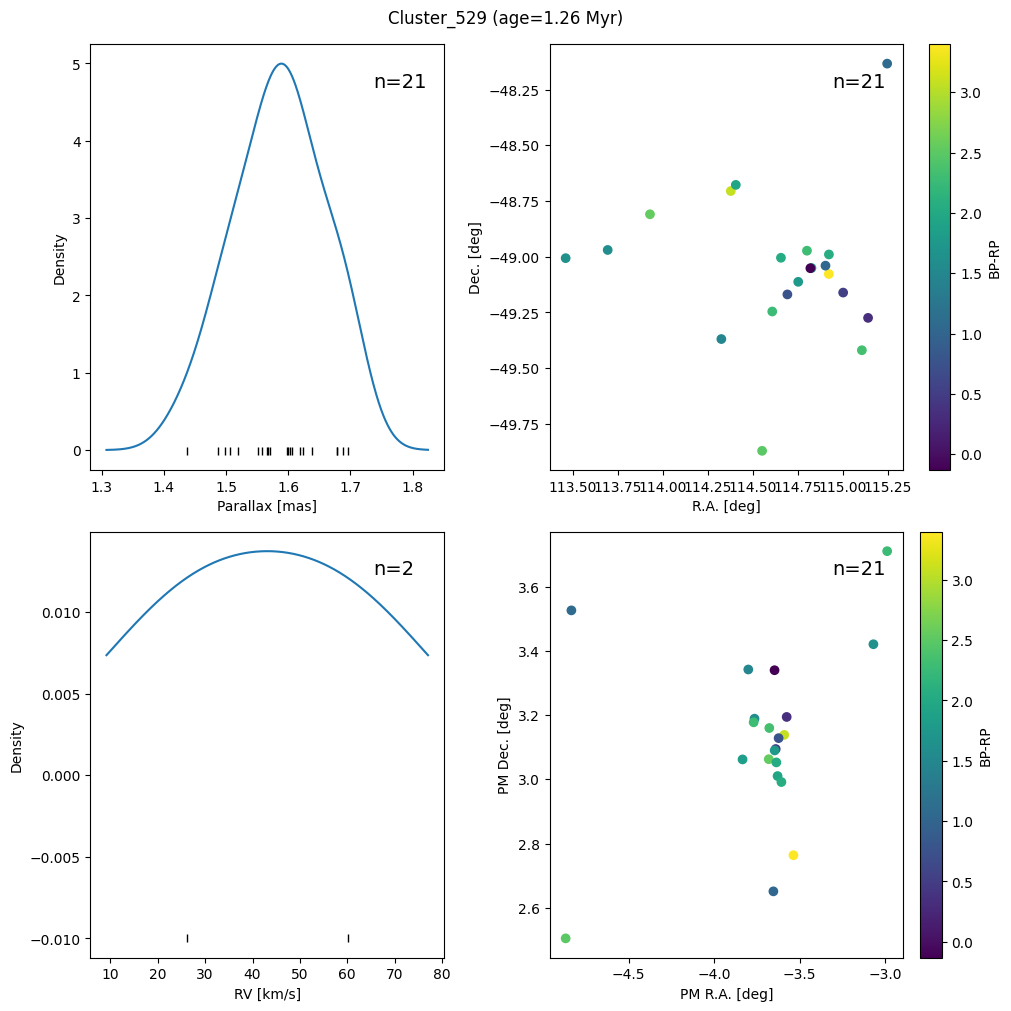 Cluster_529 (age=1.26 Myr)
n=21
5
4
3
2
1
0
Density
1.3 1.4 1.5 1.6 1.7 1.8
Parallax [mas]
n=21
−48.25
−48.50
−48.75
−49.00
−49.25
−49.50
−49.75
Dec. [deg]
113.50 113.75 114.00 114.25 114.50 114.75 115.00 115.25
R.A. [deg]
3.0
2.5
2.0
1.5
1.0
0.5
0.0
BP-RP
n=2
0.010
0.005
0.000
−0.005
−0.010
Density
10 20 30 40 50 60 70 80
RV [km/s]
n=21
3.6
3.4
3.2
3.0
2.8
2.6
PM Dec. [deg]
−4.5 −4.0 −3.5 −3.0
PM R.A. [deg]
3.0
2.5
2.0
1.5
1.0
0.5
0.0
BP-RP